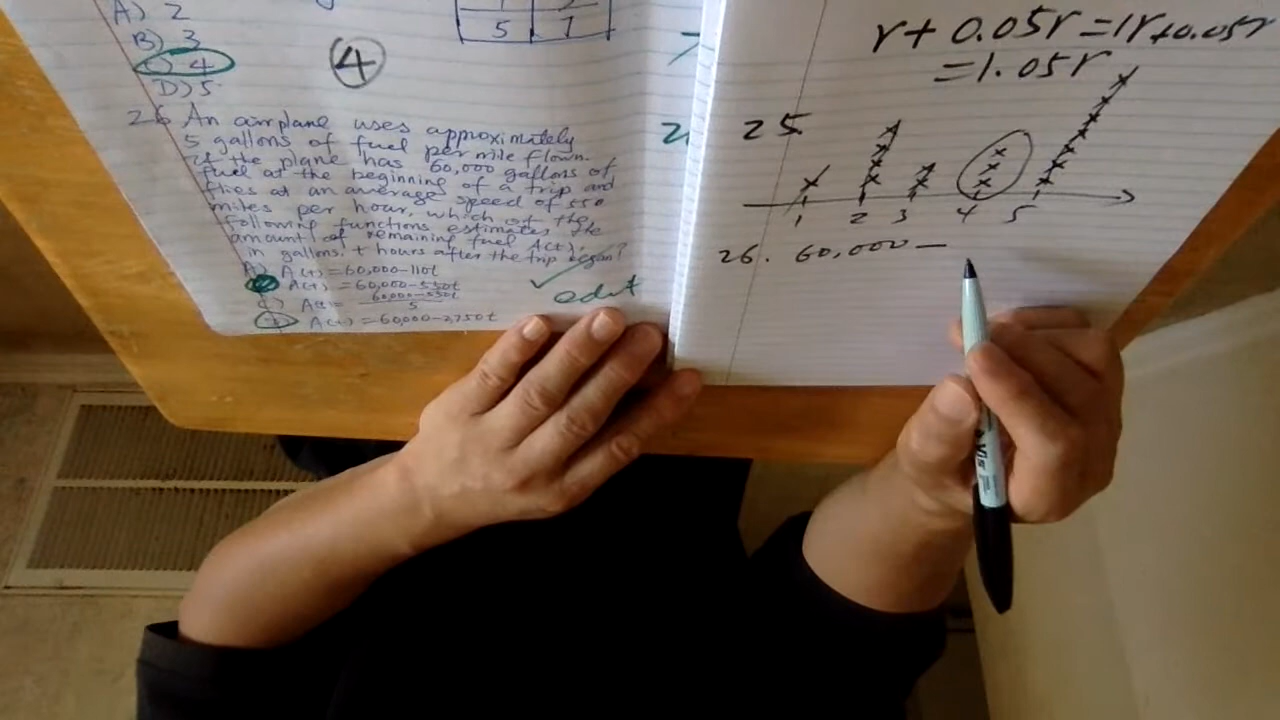 A) 2
B) 3
C) 4
D) 5
5 7
4
26 An airplane uses approximately
5 gallons of fuel per mile flown.
If the plane has 60,000 gallons of
fuel at the beginning of a trip and
flies at an average speed of 550
miles per hour, which of the
following functions estimates the
amount of remaining fuel A(t),
in gallons, t hours after the trip began?
A) A(t) = 60,000-110t
A(t) = 60,000-550t
C) A(t) = 60,000-550t
5
A(t) = 60,000-2,750t
r + 0.05r = 1r+0.05r
= 1.05r
25
1 2 3 4 5
26. 60,000 -